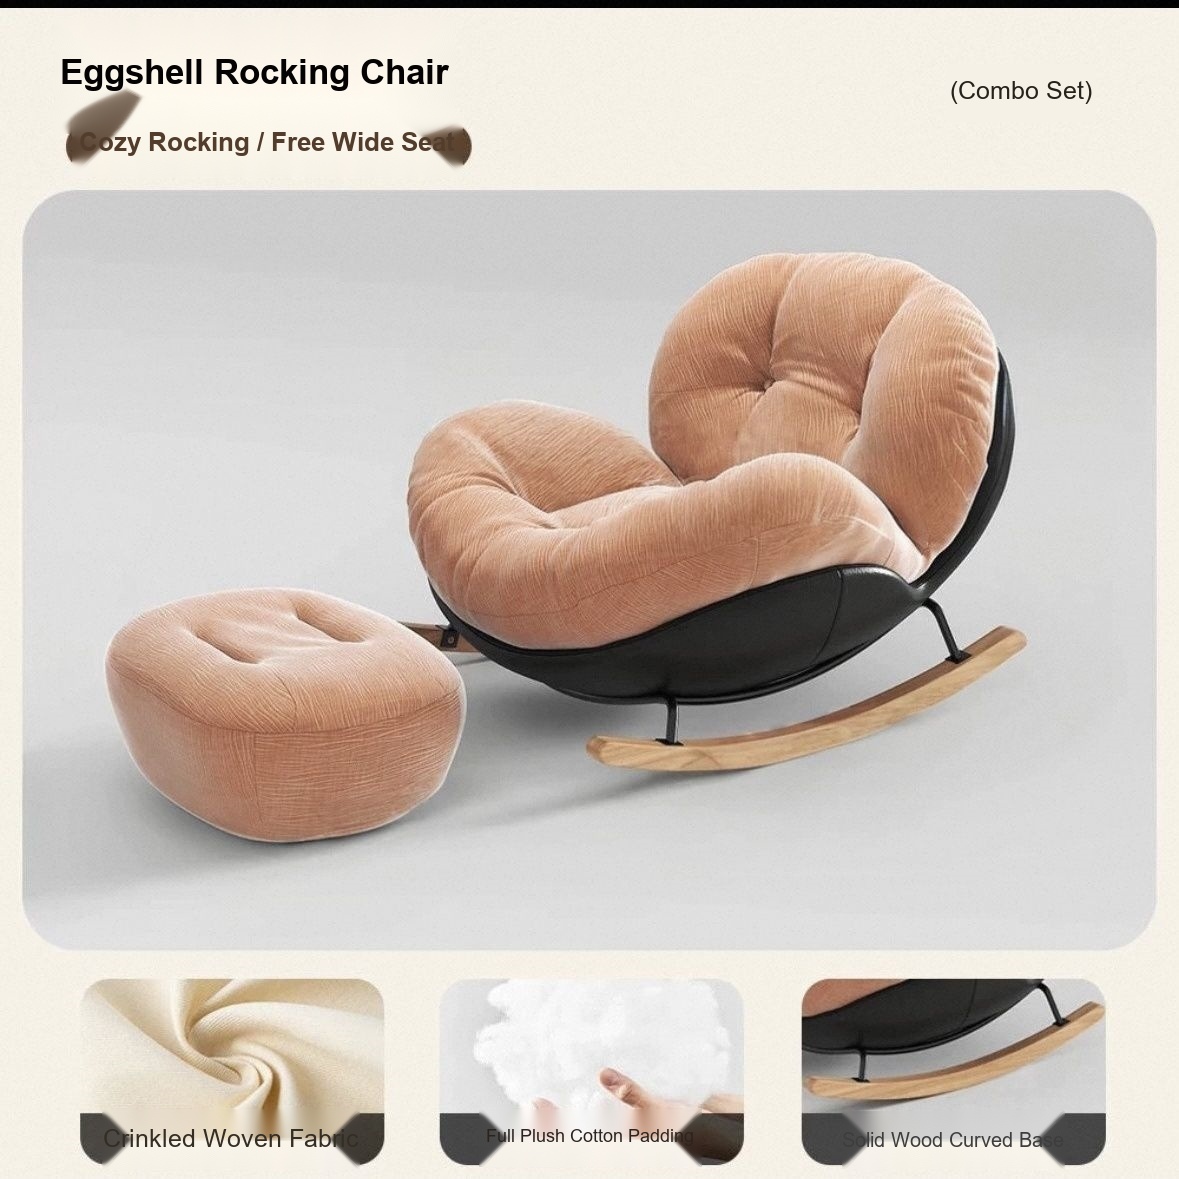 Eggshell Rocking Chair
(Combo Set)
(Cozy Rocking / Free Wide Seat)
Crinkled Woven Fabric
Full Plush Cotton Padding
Solid Wood Curved Base